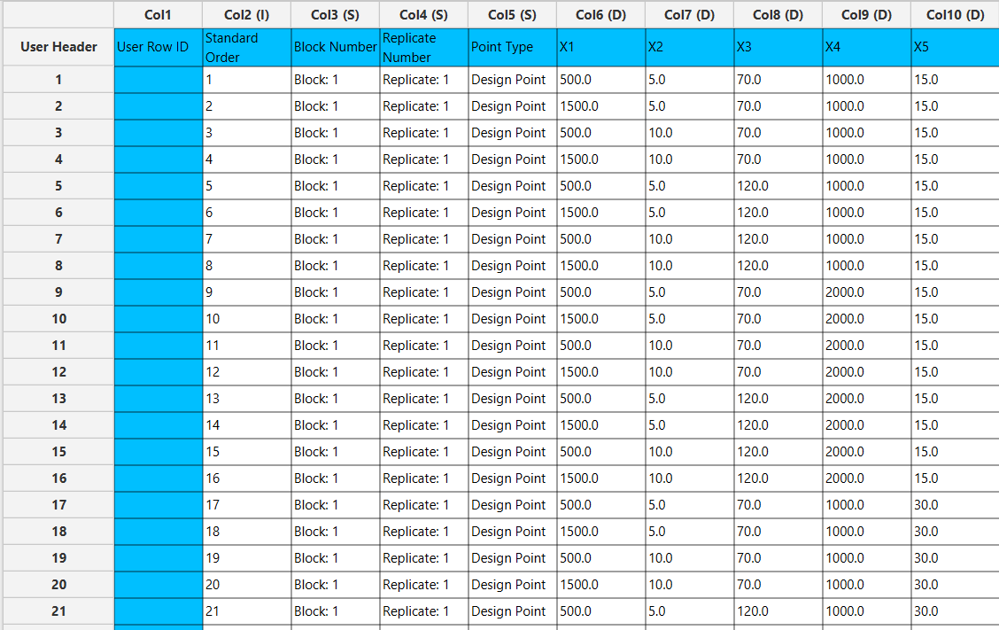 Col1 Col2 (I) Col3 (S) Col4 (S) Col5 (S) Col6 (D) Col7 (D) Col8 (D) Col9 (D) Col10 (D)
User Header User Row ID Standard Order Block Number Replicate Number Point Type X1 X2 X3 X4 X5
1 1 Block: 1 Replicate: 1 Design Point 500.0 5.0 70.0 1000.0 15.0
2 2 Block: 1 Replicate: 1 Design Point 1500.0 5.0 70.0 1000.0 15.0
3 3 Block: 1 Replicate: 1 Design Point 500.0 10.0 70.0 1000.0 15.0
4 4 Block: 1 Replicate: 1 Design Point 1500.0 10.0 70.0 1000.0 15.0
5 5 Block: 1 Replicate: 1 Design Point 500.0 5.0 120.0 1000.0 15.0
6 6 Block: 1 Replicate: 1 Design Point 1500.0 5.0 120.0 1000.0 15.0
7 7 Block: 1 Replicate: 1 Design Point 500.0 10.0 120.0 1000.0 15.0
8 8 Block: 1 Replicate: 1 Design Point 1500.0 10.0 120.0 1000.0 15.0
9 9 Block: 1 Replicate: 1 Design Point 500.0 5.0 70.0 2000.0 15.0
10 10 Block: 1 Replicate: 1 Design Point 1500.0 5.0 70.0 2000.0 15.0
11 11 Block: 1 Replicate: 1 Design Point 500.0 10.0 70.0 2000.0 15.0
12 12 Block: 1 Replicate: 1 Design Point 1500.0 10.0 70.0 2000.0 15.0
13 13 Block: 1 Replicate: 1 Design Point 500.0 5.0 120.0 2000.0 15.0
14 14 Block: 1 Replicate: 1 Design Point 1500.0 5.0 120.0 2000.0 15.0
15 15 Block: 1 Replicate: 1 Design Point 500.0 10.0 120.0 2000.0 15.0
16 16 Block: 1 Replicate: 1 Design Point 1500.0 10.0 120.0 2000.0 15.0
17 17 Block: 1 Replicate: 1 Design Point 500.0 5.0 70.0 1000.0 30.0
18 18 Block: 1 Replicate: 1 Design Point 1500.0 5.0 70.0 1000.0 30.0
19 19 Block: 1 Replicate: 1 Design Point 500.0 10.0 70.0 1000.0 30.0
20 20 Block: 1 Replicate: 1 Design Point 1500.0 10.0 70.0 1000.0 30.0
21 21 Block: 1 Replicate: 1 Design Point 500.0 5.0 120.0 1000.0 30.0